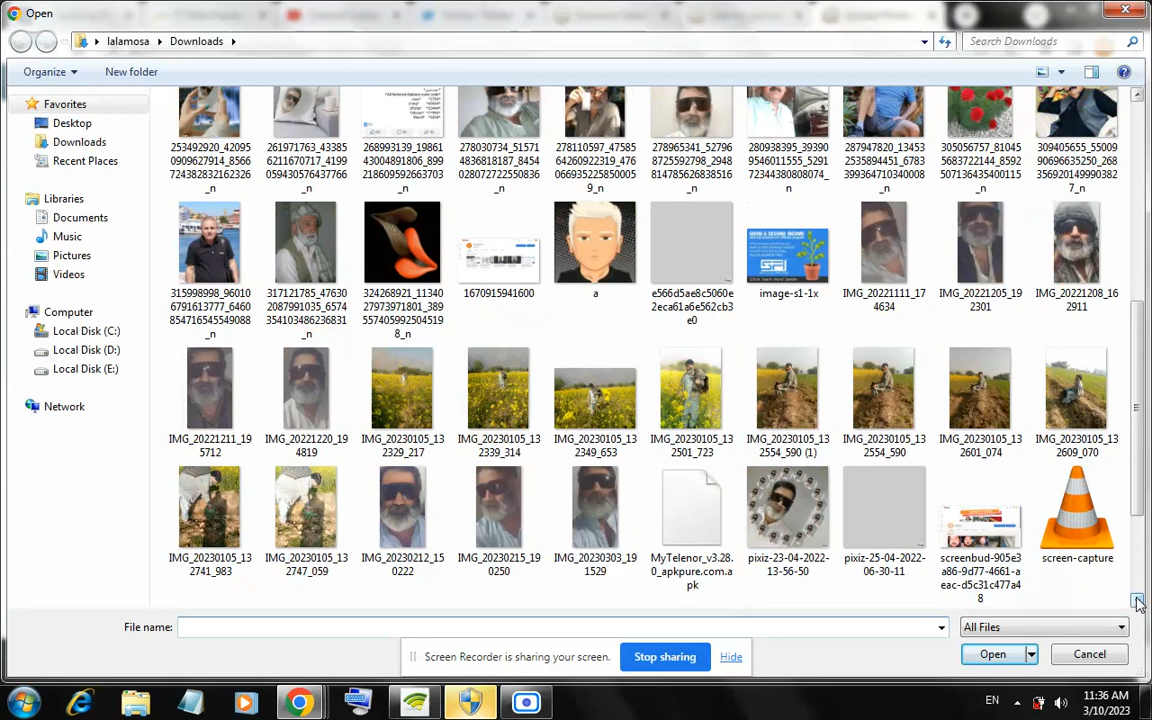 Open
lalamosa
Downloads
Search Downloads
Organize
New folder
Favorites
Desktop
Downloads
Recent Places
Libraries
Documents
Music
Pictures
Videos
Computer
Local Disk (C:)
Local Disk (D:)
Local Disk (E:)
Network
253492920_42095
0909627914_8566
724382832162326
_n
261971763_43385
6211670717_4199
059430576437766
_n
268993139_19861
43004891806_899
218609592663703
_n
278030734_51571
4836818187_8454
028072722550836
_n
278110597_47585
64260922319_476
066935225850005
9_n
278965341_52796
8725592798_2948
814785626838516
_n
280938395_39390
9546011555_5291
72344380808074_
n
287947820_13453
2535894451_6783
399364710340008
_n
305056757_81045
5683722144_8592
507136435400115
_n
309405655_55009
90696635250_268
356920149990382
7_n
315998998_96010
6791613777_6460
854716545549088
_n
317121785_47630
2087991035_6574
354103486236831
_n
324268921_11340
27973971801_389
557405992504519
8_n
1670915941600
a
e566d5ae8c5060e
2eca61a6e562cb3
e0
image-s1-1x
IMG_20221111_17
4634
IMG_20221205_19
2301
IMG_20221208_16
2911
IMG_20221211_19
5712
IMG_20221220_19
4819
IMG_20230105_13
2329_217
IMG_20230105_13
2339_314
IMG_20230105_13
2349_653
IMG_20230105_13
2501_723
IMG_20230105_13
2554_590 (1)
IMG_20230105_13
2554_590
IMG_20230105_13
2601_074
IMG_20230105_13
2609_070
IMG_20230105_13
2741_983
IMG_20230105_13
2747_059
IMG_20230212_15
0222
IMG_20230215_19
0250
IMG_20230303_19
1529
MyTelenor_v3.28.
0_apkpure.com.a
pk
pixiz-23-04-2022-
13-56-50
pixiz-25-04-2022-
06-30-11
screenbud-905e3
a86-9d77-4661-a
eac-d5c31c477a4
8
screen-capture
File name:
All Files
Open
Cancel
Screen Recorder is sharing your screen.
Stop sharing
Hide
EN
11:36 AM
3/10/2023